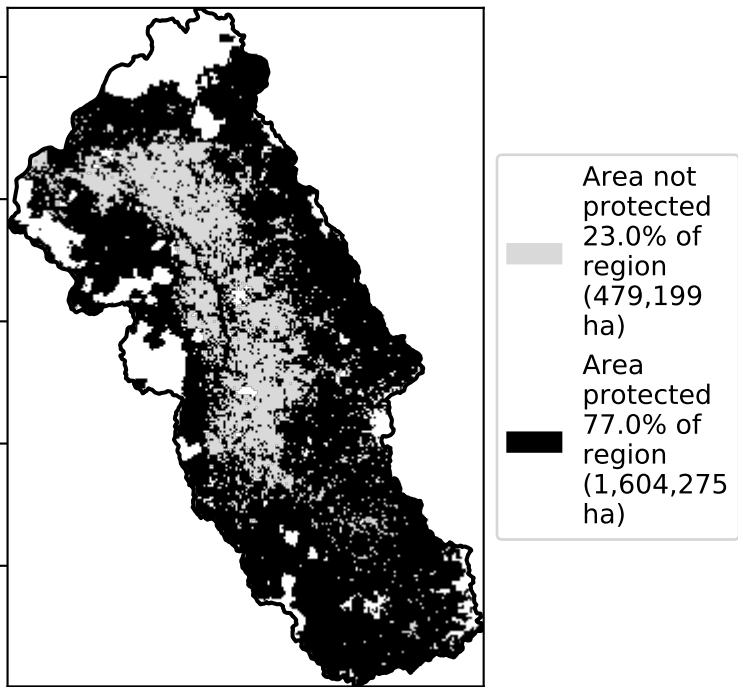 Area not
protected
23.0% of
region
(479,199
ha)
Area
protected
77.0% of
region
(1,604,275
ha)